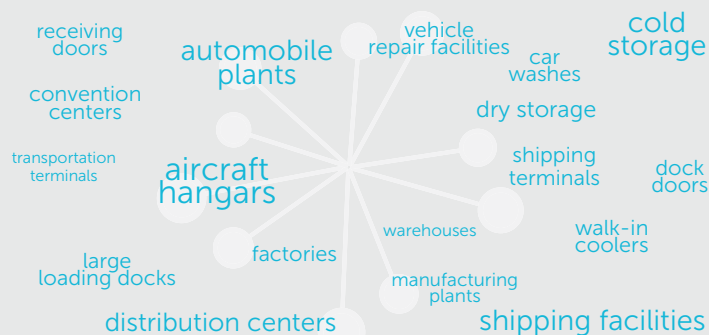 receiving
doors
automobile
plants
vehicle
repair facilities
cold
storage
car
washes
convention
centers
dry storage
transportation
terminals
aircraft
hangars
shipping
terminals
dock
doors
warehouses
walk-in
coolers
factories
large
loading docks
manufacturing
plants
distribution centers
shipping facilities